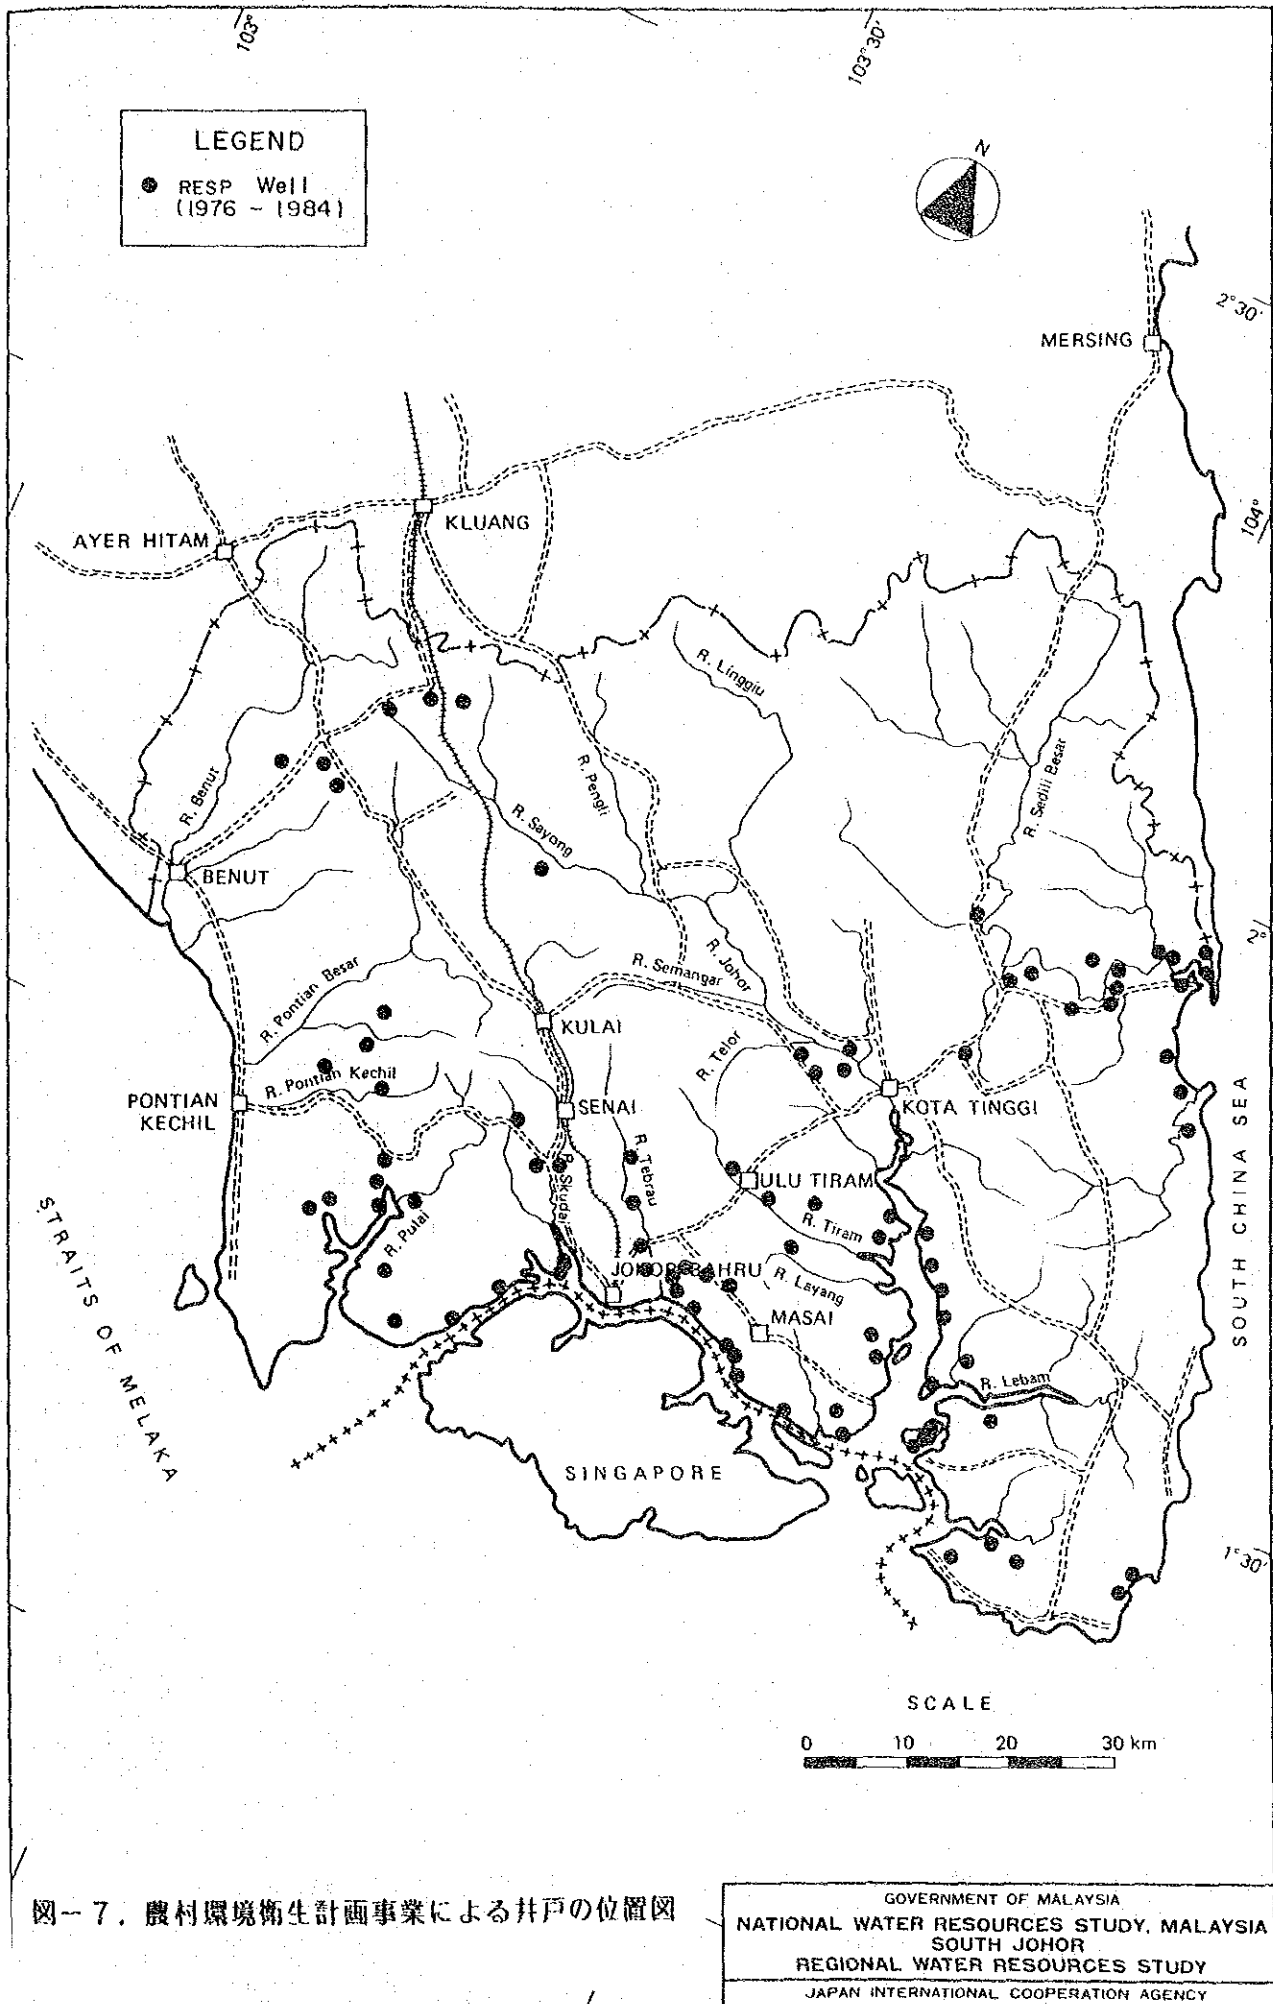 103°
103°30'
LEGEND
RESP Well
(1976 ~ 1984)
N
2°30'
MERSING
104°
KLUANG
AYER HITAM
R. Linggiu
R. Benut
R. Pengli
R. Sedili Besar
R. Sayong
BENUT
2°
R. Pontian Besar
R. Semangar
R. Johor
KULAI
R. Telor
R. Pontian Kechil
PONTIAN
KECHIL
SENAI
KOTA TINGGI
R. Tebrau
R. Skudai
ULU TIRAM
R. Tiram
R. Pulai
JOHOR BAHRU
R. Layang
MASAI
R. Lebam
STRAITS OF MELAKA
SOUTH CHINA SEA
SINGAPORE
1°30'
SCALE
0 10 20 30 km
図-7. 農村環境衛生計画事業による井戸の位置図
GOVERNMENT OF MALAYSIA
NATIONAL WATER RESOURCES STUDY, MALAYSIA
SOUTH JOHOR
REGIONAL WATER RESOURCES STUDY
JAPAN INTERNATIONAL COOPERATION AGENCY